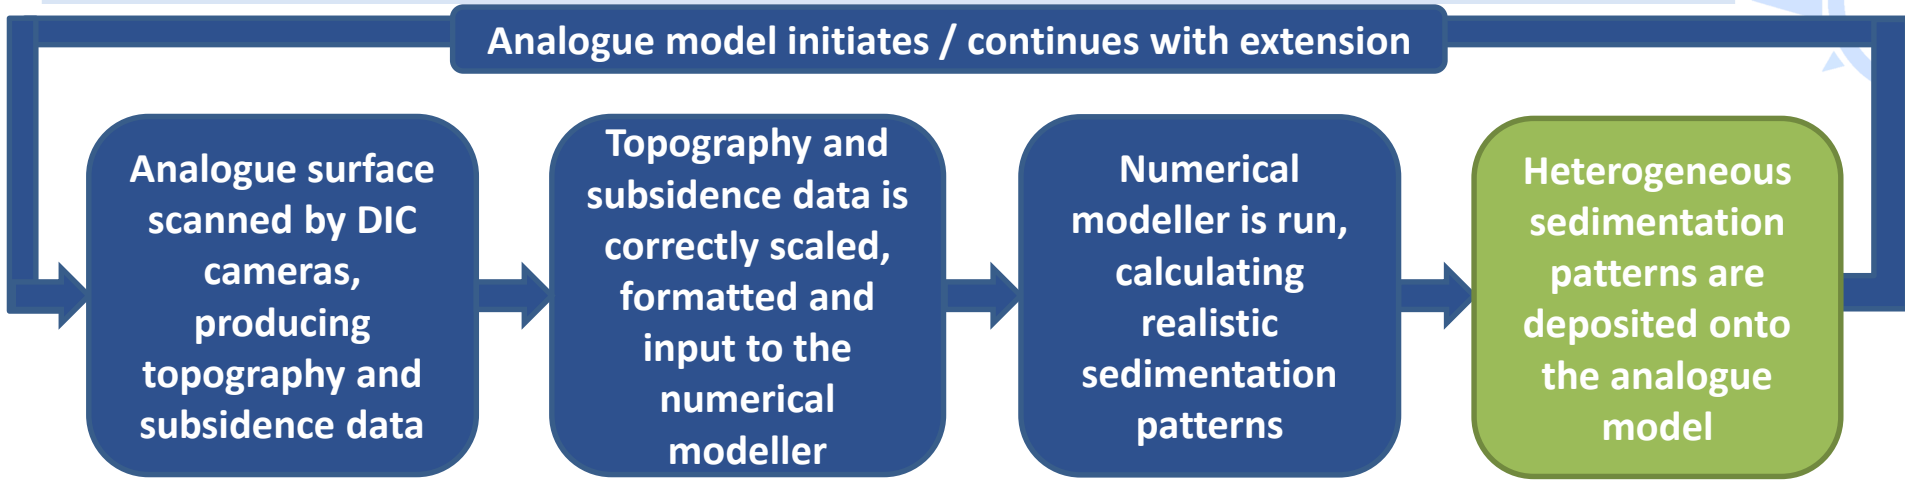 Analogue model initiates / continues with extension
Analogue surface
scanned by DIC
cameras,
producing
topography and
subsidence data
Topography and
subsidence data is
correctly scaled,
formatted and
input to the
numerical
modeller
Numerical
modeller is run,
calculating
realistic
sedimentation
patterns
Heterogeneous
sedimentation
patterns are
deposited onto
the analogue
model